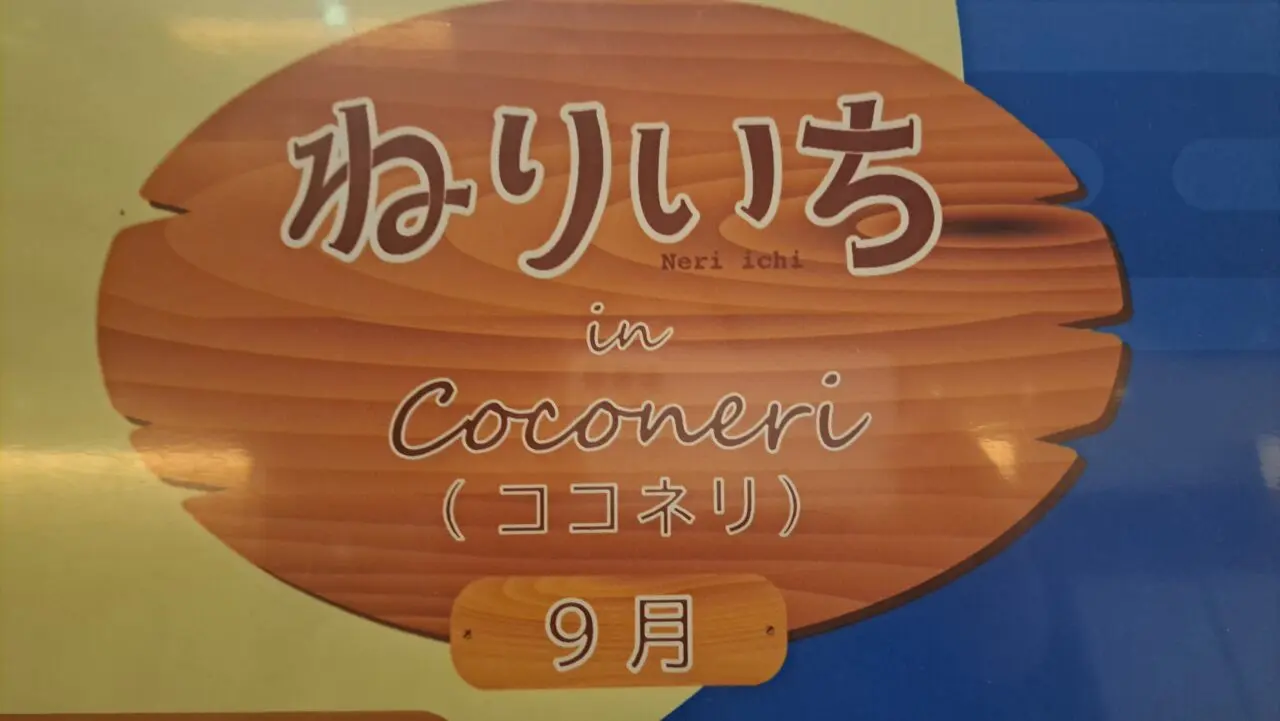 ねりいち
Neri ichi
in
Coconeri
(ココネリ)
9月